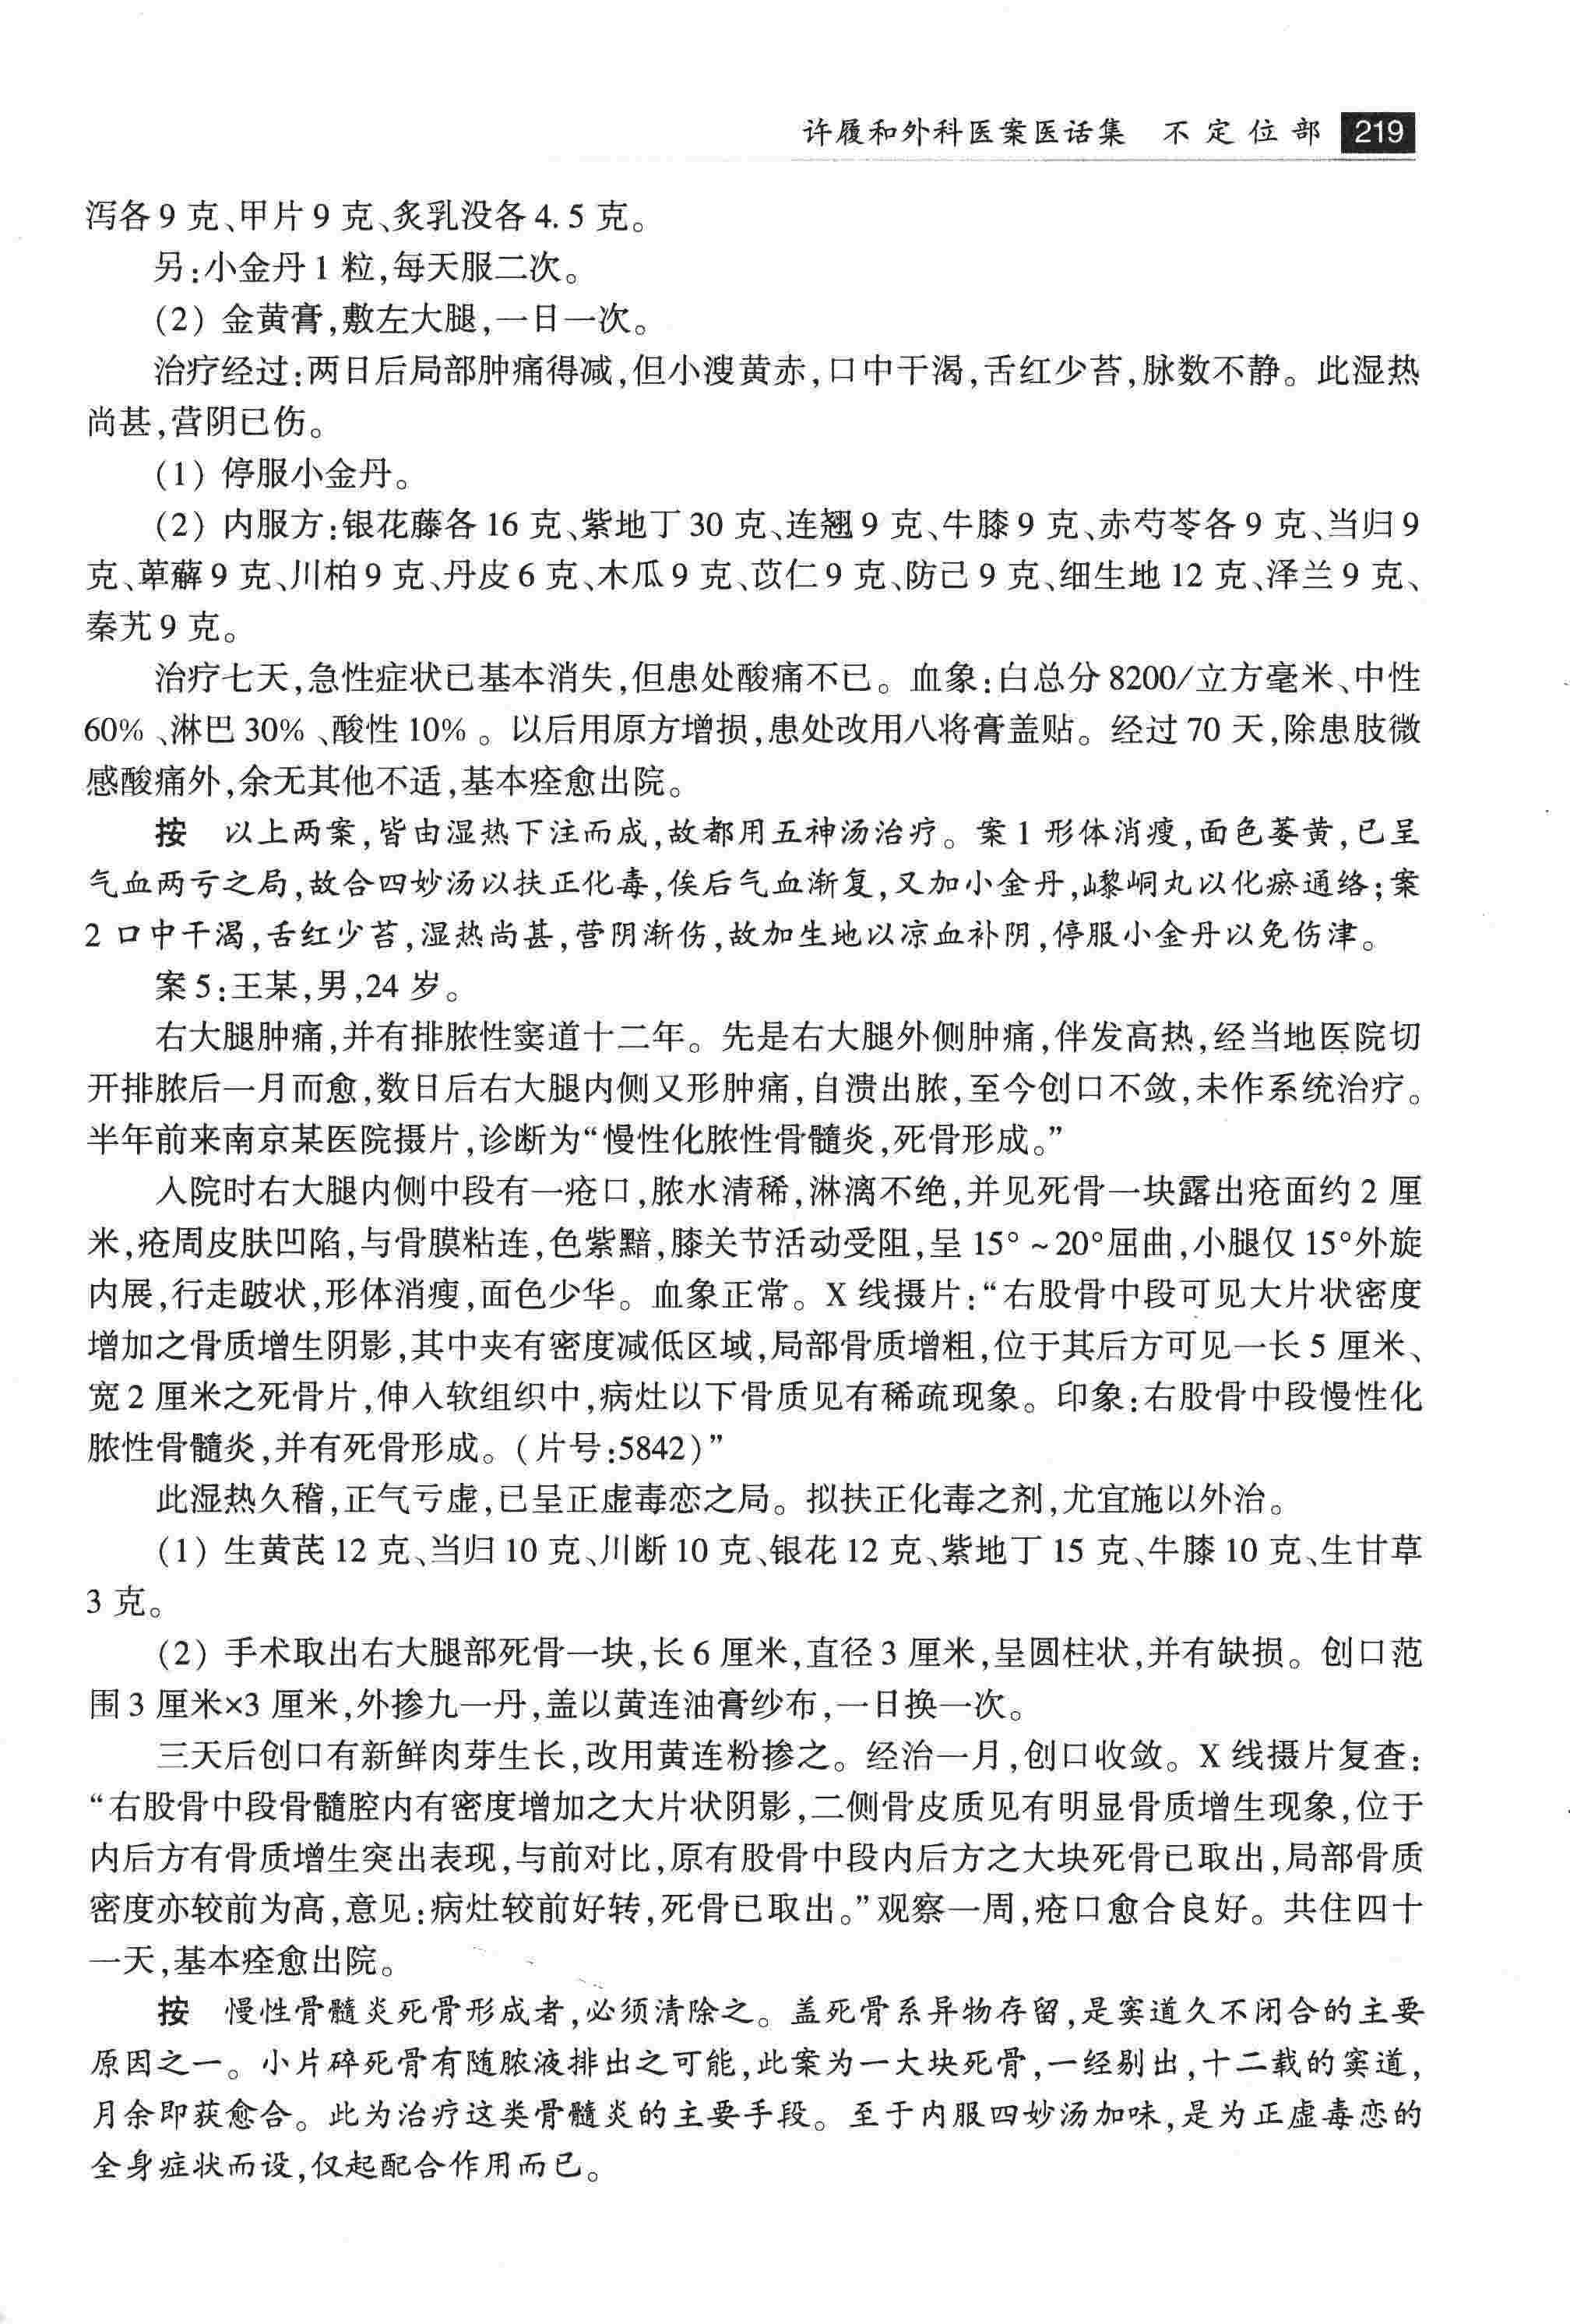 许履和外科医案医话集 不定位部 219
泻各9克、甲片9克、炙乳没各4.5克。
另:小金丹1粒,每天服二次。
(2) 金黄膏,敷左大腿,一日一次。
治疗经过:两日后局部肿痛得减,但小溲黄赤,口中干渴,舌红少苔,脉数不静。此湿热
尚甚,营阴已伤。
(1) 停服小金丹。
(2) 内服方:银花藤各16克、紫地丁30克、连翘9克、牛膝9克、赤芍苓各9克、当归9
克、萆薢9克、川柏9克、丹皮6克、木瓜9克、苡仁9克、防己9克、细生地12克、泽兰9克、
秦艽9克。
治疗七天,急性症状已基本消失,但患处酸痛不已。血象:白总分8200/立方毫米、中性
60%、淋巴30%、酸性10%。以后用原方增损,患处改用八将膏盖贴。经过70天,除患肢微
感酸痛外,余无其他不适,基本痊愈出院。
按 以上两案,皆由湿热下注而成,故都用五神汤治疗。案1形体消瘦,面色萎黄,已呈
气血两亏之局,故合四妙汤以扶正化毒,俟后气血渐复,又加小金丹,嶑峒丸以化瘀通络;案
2口中干渴,舌红少苔,湿热尚甚,营阴渐伤,故加生地以凉血补阴,停服小金丹以免伤津。
案5:王某,男,24岁。
右大腿肿痛,并有排脓性窦道十二年。先是右大腿外侧肿痛,伴发高热,经当地医院切
开排脓后一月而愈,数日后右大腿内侧又形肿痛,自溃出脓,至今创口不敛,未作系统治疗。
半年前来南京某医院摄片,诊断为“慢性化脓性骨髓炎,死骨形成。”
入院时右大腿内侧中段有一疮口,脓水清稀,淋漓不绝,并见死骨一块露出疮面约2厘
米,疮周皮肤凹陷,与骨膜粘连,色紫黯,膝关节活动受阻,呈15°~20°屈曲,小腿仅15°外旋
内展,行走跛状,形体消瘦,面色少华。血象正常。X线摄片:“右股骨中段可见大片状密度
增加之骨质增生阴影,其中夹有密度减低区域,局部骨质增粗,位于其后方可见一长5厘米、
宽2厘米之死骨片,伸入软组织中,病灶以下骨质见有稀疏现象。印象:右股骨中段慢性化
脓性骨髓炎,并有死骨形成。(片号:5842)”
此湿热久稽,正气亏虚,已呈正虚毒恋之局。拟扶正化毒之剂,尤宜施以外治。
(1) 生黄芪12克、当归10克、川断10克、银花12克、紫地丁15克、牛膝10克、生甘草
3克。
(2) 手术取出右大腿部死骨一块,长6厘米,直径3厘米,呈圆柱状,并有缺损。创口范
围3厘米×3厘米,外掺九一丹,盖以黄连油膏纱布,一日换一次。
三天后创口有新鲜肉芽生长,改用黄连粉掺之。经治一月,创口收敛。X线摄片复查:
“右股骨中段骨髓腔内有密度增加之大片状阴影,二侧骨皮质见有明显骨质增生现象,位于
内后方有骨质增生突出表现,与前对比,原有股骨中段内后方之大块死骨已取出,局部骨质
密度亦较前为高,意见:病灶较前好转,死骨已取出。”观察一周,疮口愈合良好。共住四十
一天,基本痊愈出院。
按 慢性骨髓炎死骨形成者,必须清除之。盖死骨系异物存留,是窦道久不闭合的主要
原因之一。小片碎死骨有随脓液排出之可能,此案为一大块死骨,一经剔出,十二载的窦道,
月余即获愈合。此为治疗这类骨髓炎的主要手段。至于内服四妙汤加味,是为正虚毒恋的
全身症状而设,仅起配合作用而已。